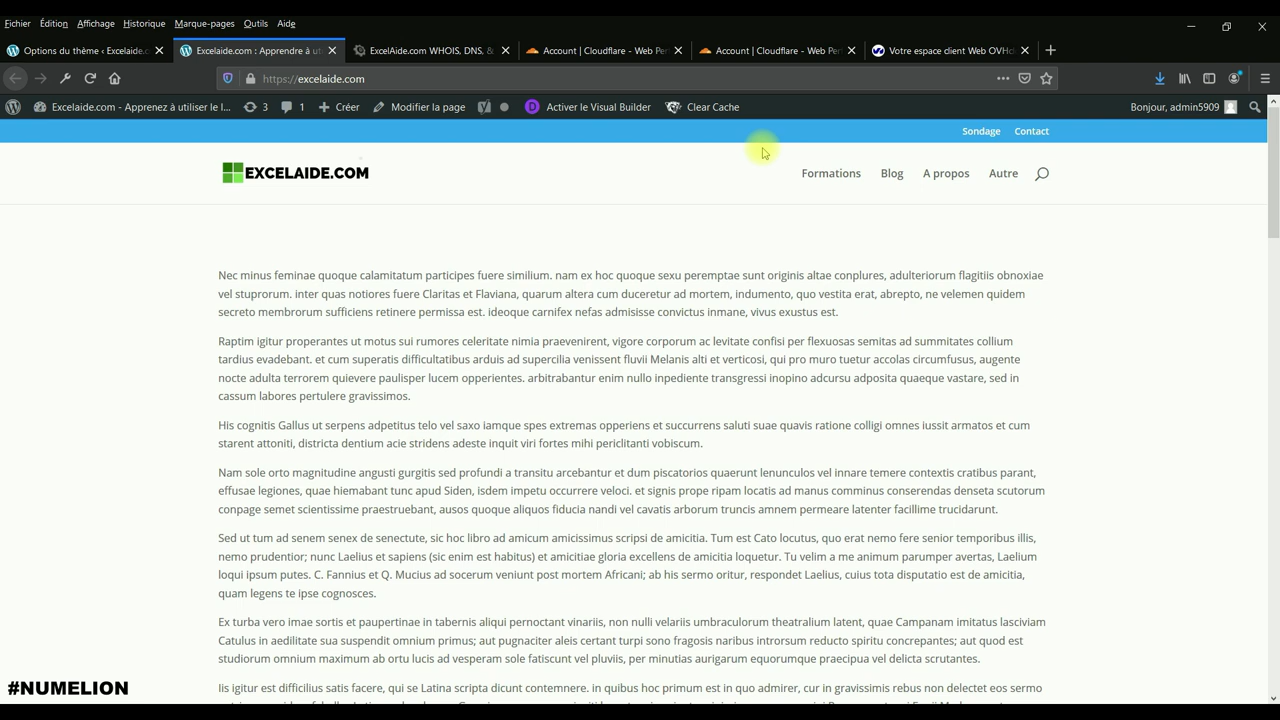 Fichier Édition Affichage Historique Marque-pages Outils Aide
Options du thème ‹ Excelaide.c
Excelaide.com : Apprendre à ut
ExcelAide.com WHOIS, DNS, &
Account | Cloudflare - Web Per
Account | Cloudflare - Web Per
Votre espace client Web OVHc
https://excelaide.com
Excelaide.com - Apprenez à utiliser le l... 3 1 Créer Modifier la page Activer le Visual Builder Clear Cache Bonjour, admin5909
Sondage Contact
EXCELAIDE.COM Formations Blog A propos Autre
Nec minus feminae quoque calamitatum participes fuere similium. nam ex hoc quoque sexu peremptae sunt originis altae conplures, adulteriorum flagitiis obnoxiae
vel stuprorum. inter quas notiores fuere Claritas et Flaviana, quarum altera cum duceretur ad mortem, indumento, quo vestita erat, abrepto, ne velemen quidem
secreto membrorum sufficiens retinere permissa est. ideoque carnifex nefas admisisse convictus inmane, vivus exustus est.
Raptim igitur properantes ut motus sui rumores celeritate nimia praevenirent, vigore corporum ac levitate confisi per flexuosas semitas ad summitates collium
tardius evadebant. et cum superatis difficultatibus arduis ad supercilia venissent fluvii Melanis alti et verticosi, qui pro muro tuetur accolas circumfusus, augente
nocte adulta terrorem quievere paulisper lucem opperientes. arbitrabantur enim nullo inpediente transgressi inopino adcursu adposita quaeque vastare, sed in
cassum labores pertulere gravissimos.
His cognitis Gallus ut serpens adpetitus telo vel saxo iamque spes extremas opperiens et succurrens saluti suae quavis ratione colligi omnes iussit armatos et cum
starent attoniti, districta dentium acie stridens adeste inquit viri fortes mihi periclitanti vobiscum.
Nam sole orto magnitudine angusti gurgitis sed profundi a transitu arcebantur et dum piscatorios quaerunt lenunculos vel innare temere contextis cratibus parant,
effusae legiones, quae hiemabant tunc apud Siden, isdem impetu occurrere veloci. et signis prope ripam locatis ad manus comminus conserendas denseta scutorum
conpage semet scientissime praestruebant, ausos quoque aliquos fiducia nandi vel cavatis arborum truncis amnem permeare latenter facillime trucidarunt.
Sed ut tum ad senem senex de senectute, sic hoc libro ad amicum amicissimus scripsi de amicitia. Tum est Cato locutus, quo erat nemo fere senior temporibus illis,
nemo prudentior; nunc Laelius et sapiens (sic enim est habitus) et amicitiae gloria excellens de amicitia loquetur. Tu velim a me animum parumper avertas, Laelium
loqui ipsum putes. C. Fannius et Q. Mucius ad socerum veniunt post mortem Africani; ab his sermo oritur, respondet Laelius, cuius tota disputatio est de amicitia,
quam legens te ipse cognosces.
Ex turba vero imae sortis et paupertinae in tabernis aliqui pernoctant vinariis, non nulli velariis umbraculorum theatralium latent, quae Campanam imitatus lasciviam
Catulus in aedilitate sua suspendit omnium primus; aut pugnaciter aleis certant turpi sono fragosis naribus introrsum reducto spiritu concrepantes; aut quod est
studiorum omnium maximum ab ortu lucis ad vesperam sole fatiscunt vel pluviis, per minutias aurigarum equorumque praecipua vel delicta scrutantes.
Iis igitur est difficilius satis facere, qui se Latina scripta dicunt contemnere. in quibus hoc primum est in quo admirer, cur in gravissimis rebus non delectet eos sermo
#NUMELION